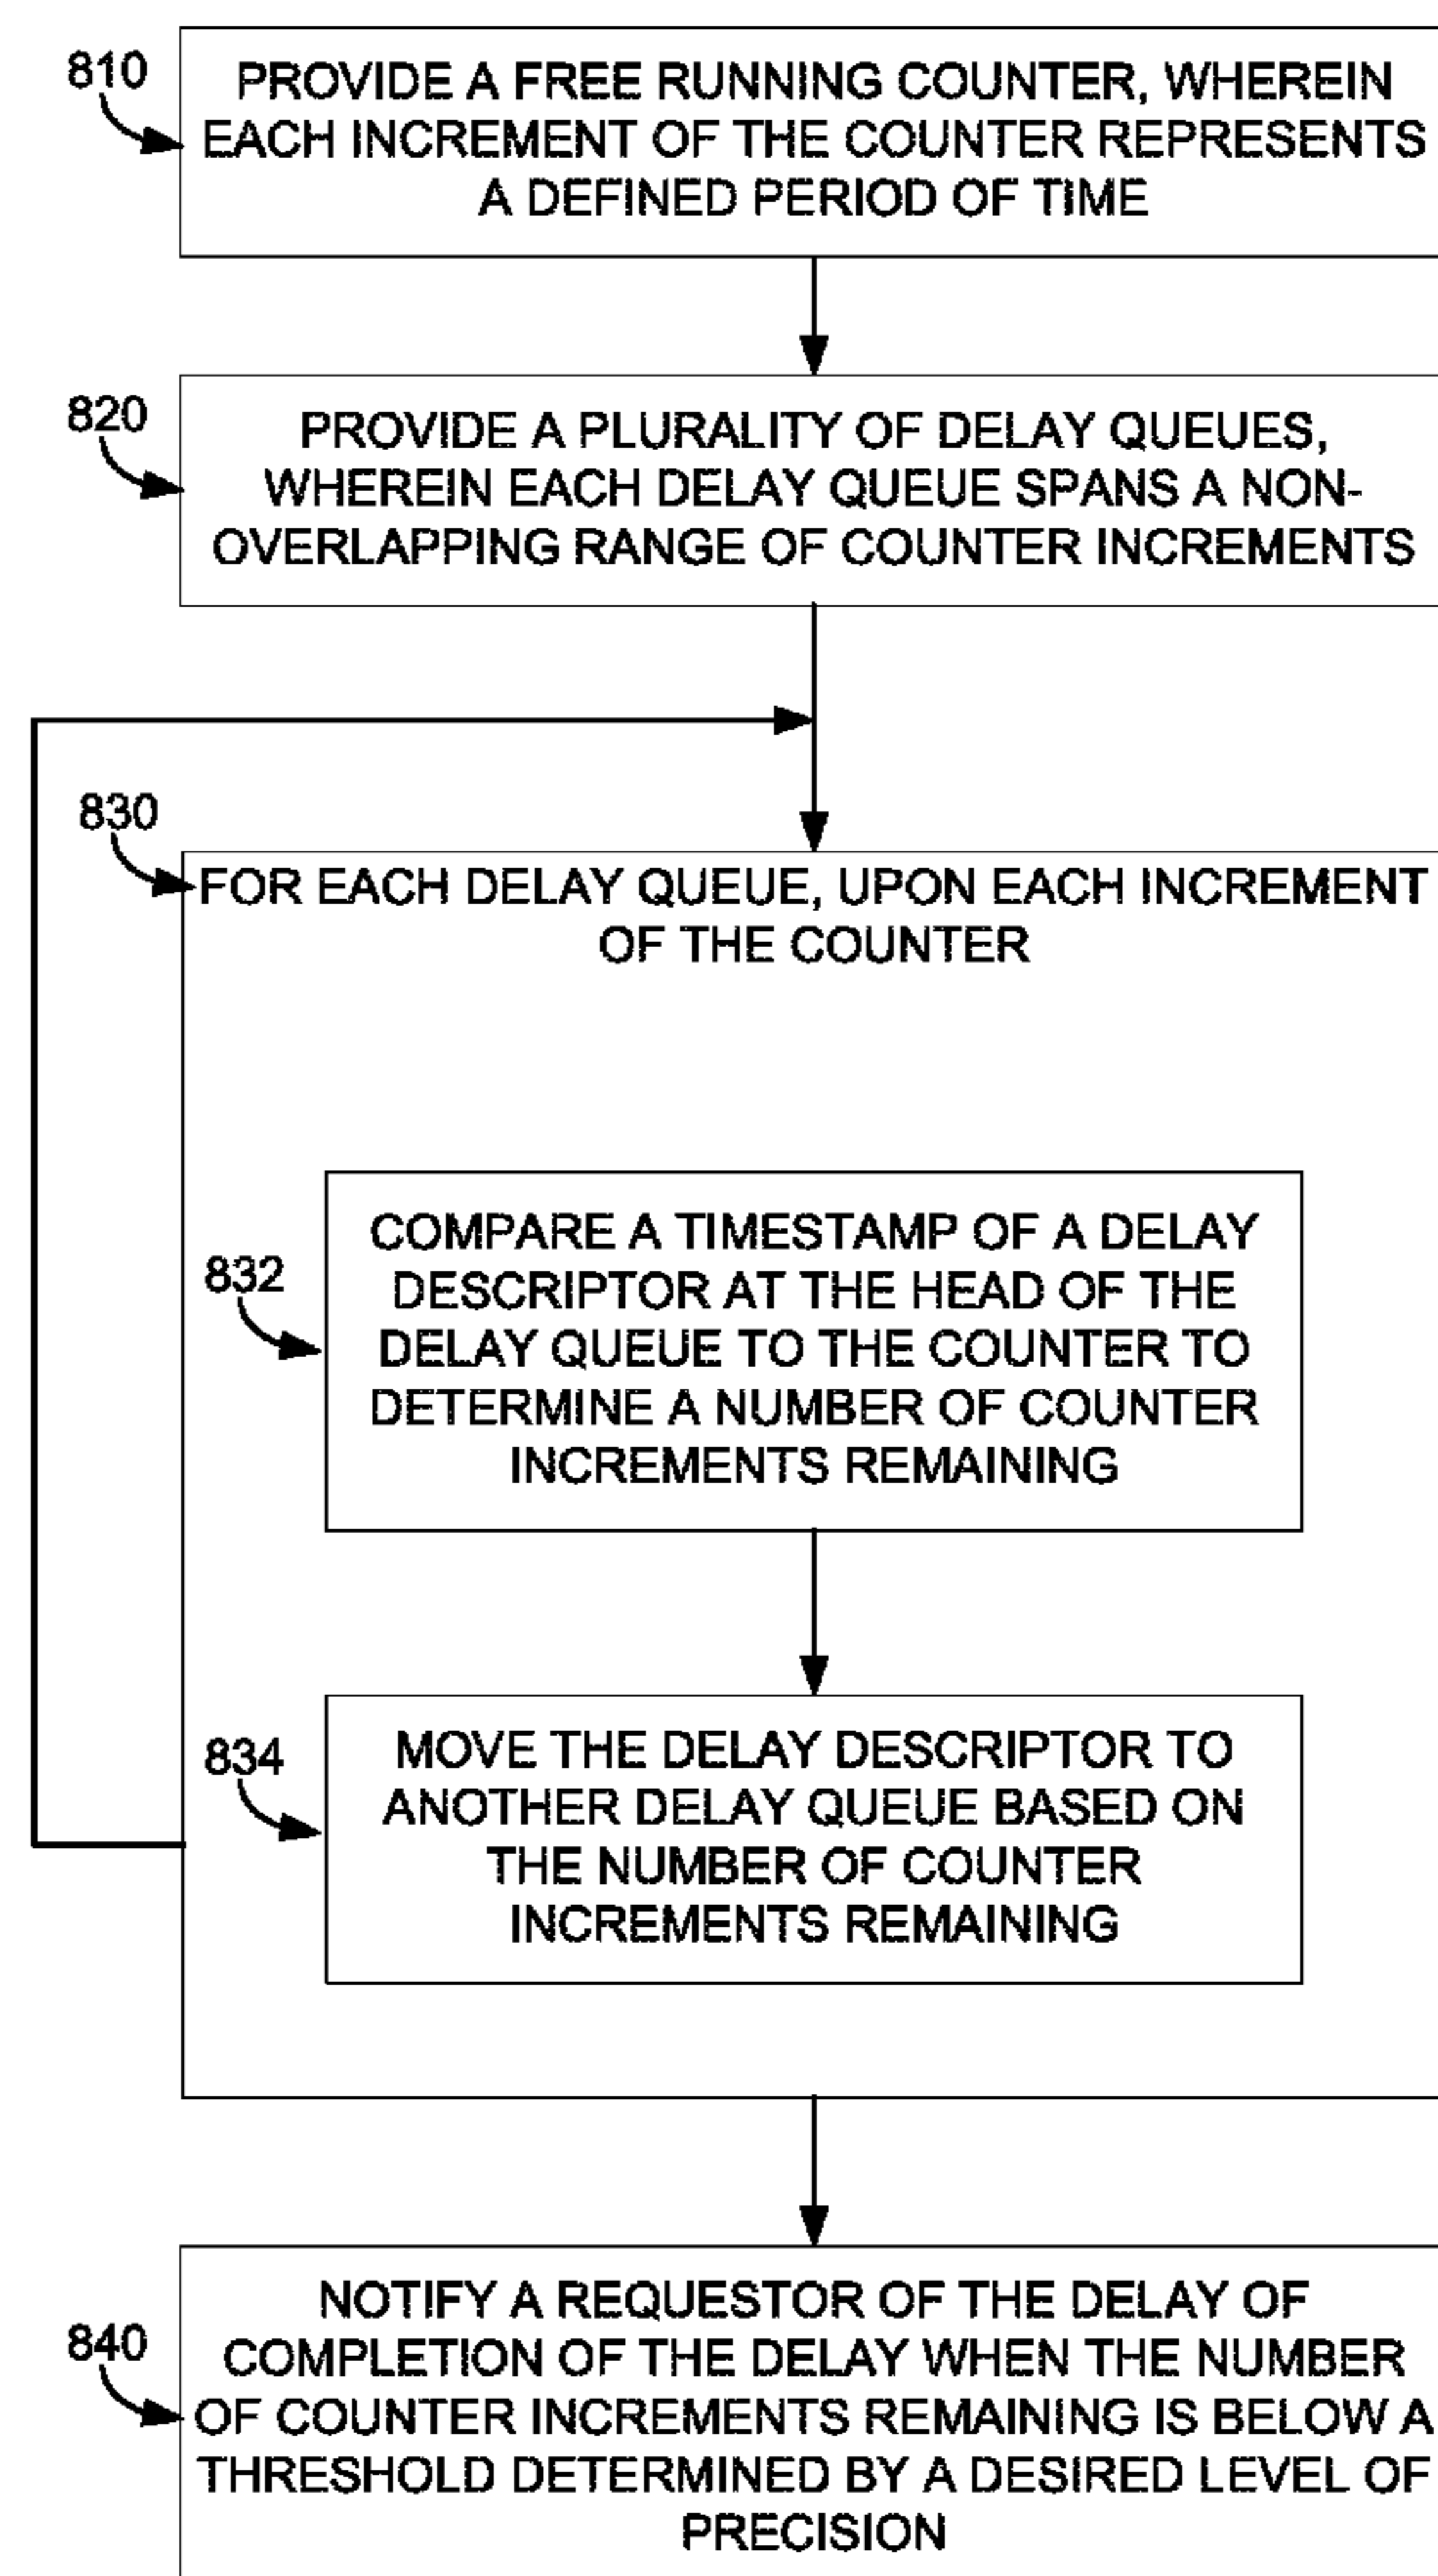 810
PROVIDE A FREE RUNNING COUNTER, WHEREIN
EACH INCREMENT OF THE COUNTER REPRESENTS
A DEFINED PERIOD OF TIME
820
PROVIDE A PLURALITY OF DELAY QUEUES,
WHEREIN EACH DELAY QUEUE SPANS A NON-
OVERLAPPING RANGE OF COUNTER INCREMENTS
830
FOR EACH DELAY QUEUE, UPON EACH INCREMENT
OF THE COUNTER
832
COMPARE A TIMESTAMP OF A DELAY
DESCRIPTOR AT THE HEAD OF THE
DELAY QUEUE TO THE COUNTER TO
DETERMINE A NUMBER OF COUNTER
INCREMENTS REMAINING
834
MOVE THE DELAY DESCRIPTOR TO
ANOTHER DELAY QUEUE BASED ON
THE NUMBER OF COUNTER
INCREMENTS REMAINING
840
NOTIFY A REQUESTOR OF THE DELAY OF
COMPLETION OF THE DELAY WHEN THE NUMBER
OF COUNTER INCREMENTS REMAINING IS BELOW A
THRESHOLD DETERMINED BY A DESIRED LEVEL OF
PRECISION